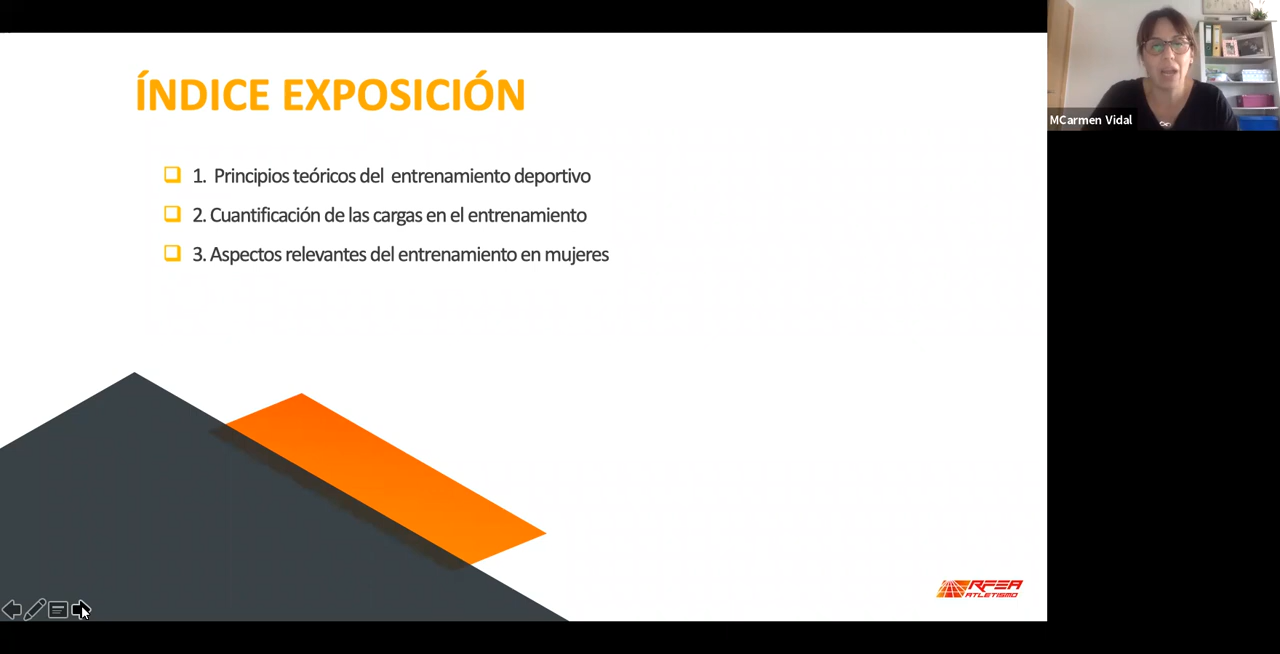 ÍNDICE EXPOSICIÓN
1. Principios teóricos del entrenamiento deportivo
2. Cuantificación de las cargas en el entrenamiento
3. Aspectos relevantes del entrenamiento en mujeres
MCarmen Vidal
RFEA
ATLETISMO